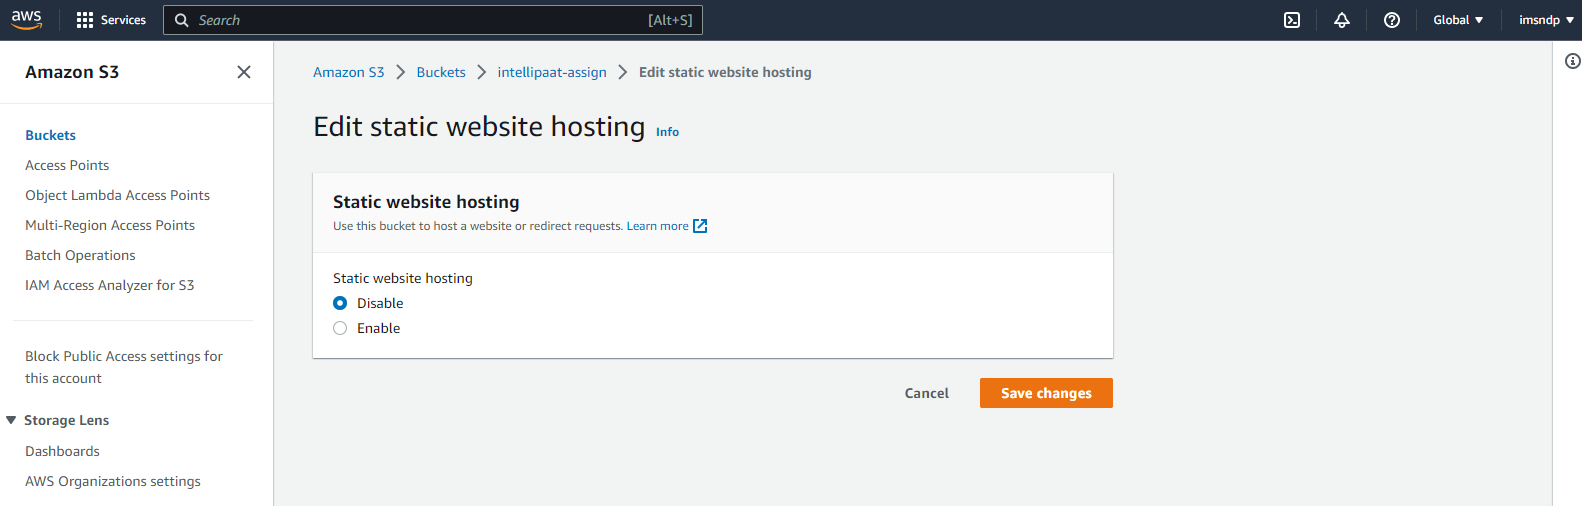 aws
Services
Search [Alt+S]
Global
imsndp
Amazon S3
Buckets
Access Points
Object Lambda Access Points
Multi-Region Access Points
Batch Operations
IAM Access Analyzer for S3
Block Public Access settings for
this account
Storage Lens
Dashboards
AWS Organizations settings
Amazon S3 > Buckets > intellipaat-assign > Edit static website hosting
Edit static website hosting Info
Static website hosting
Use this bucket to host a website or redirect requests. Learn more
Static website hosting
Disable
Enable
Cancel
Save changes